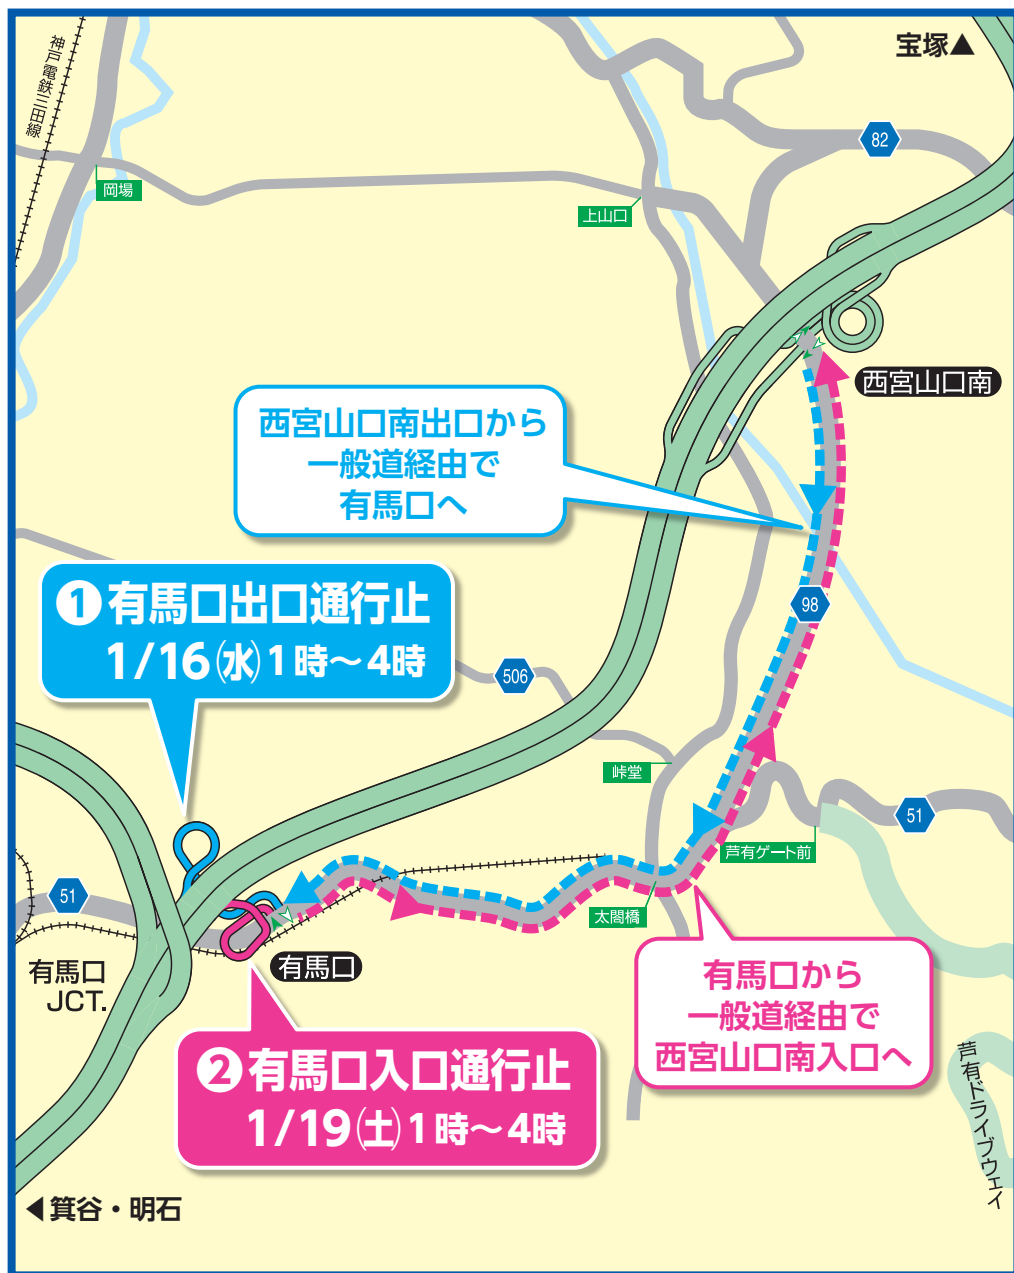 神戸電鉄三田線
宝塚▲
82
岡場
上山口
西宮山口南
西宮山口南出口から
一般道経由で
有馬口へ
❶有馬口出口通行止
1/16(水)1時～4時
98
506
峠堂
51
芦有ゲート前
51
太閤橋
有馬口
JCT.
有馬口
有馬口から
一般道経由で
西宮山口南入口へ
❷有馬口入口通行止
1/19(土)1時～4時
芦有ドライブウェイ
◀箕谷・明石